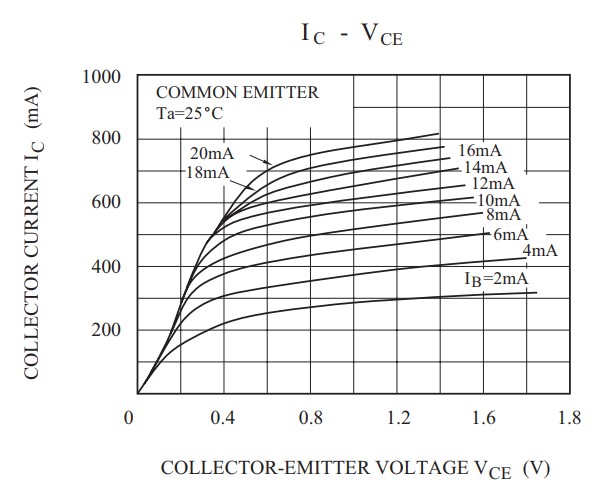 I C - VCE
COLLECTOR CURRENT IC (mA)
1000
800
600
400
200
0
COMMON EMITTER
Ta=25°C
20mA
18mA
16mA
14mA
12mA
10mA
8mA
6mA
4mA
IB=2mA
0.4
0.8
1.2
1.6
1.8
COLLECTOR-EMITTER VOLTAGE VCE (V)